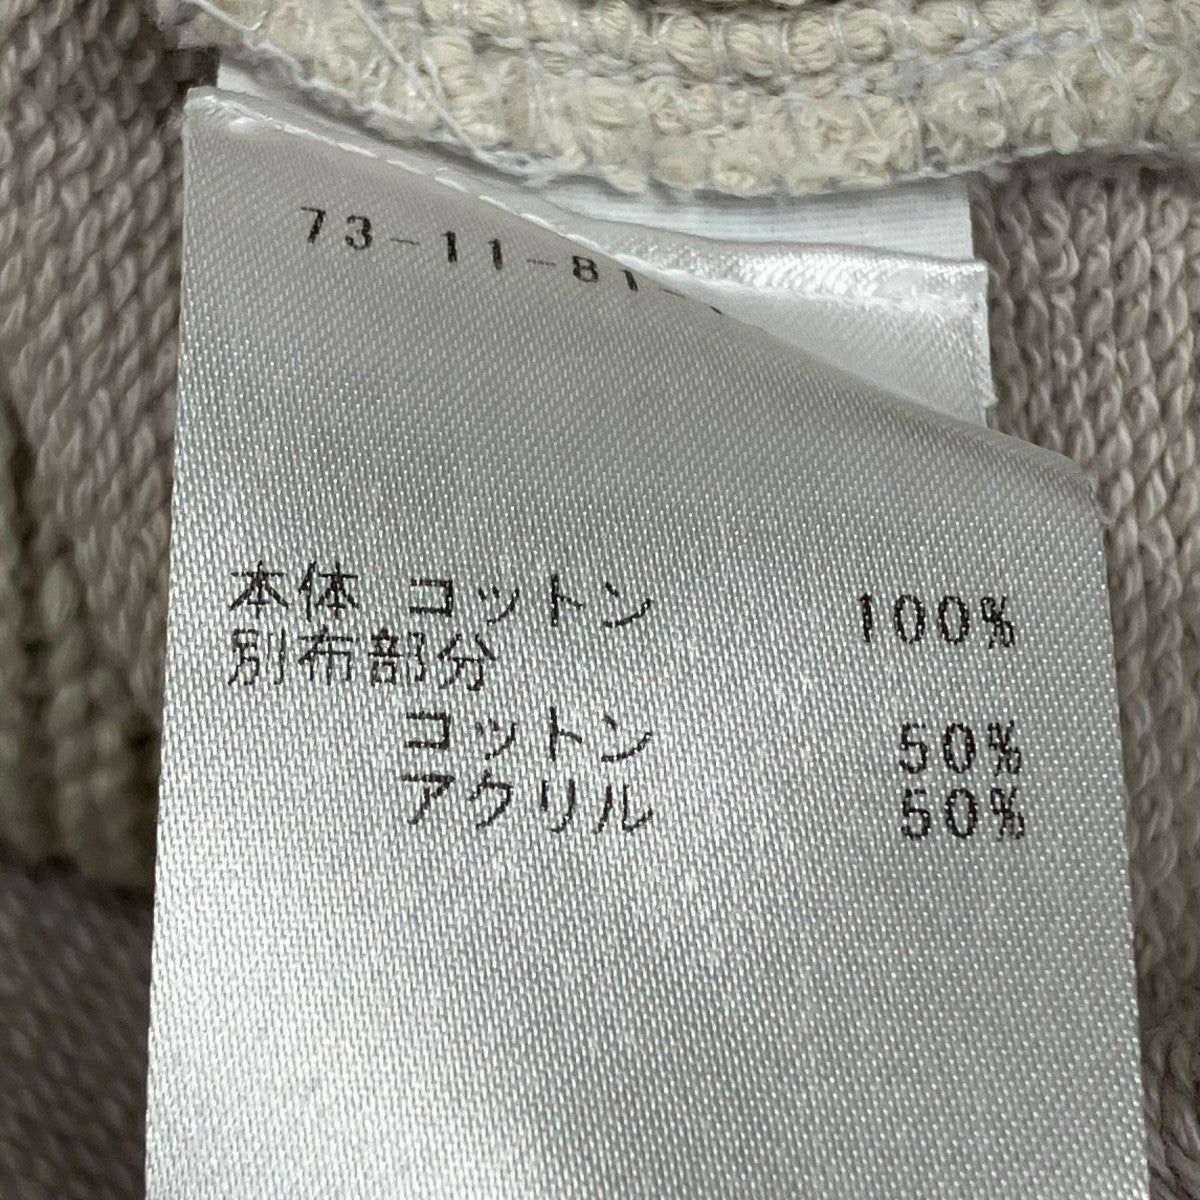 73-11-81-
本体 コットン 100%
別布部分
コットン 50%
アクリル 50%